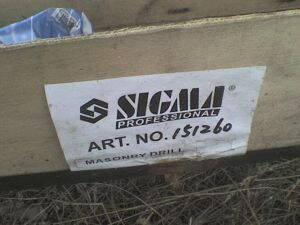 SIGMA®
PROFESSIONAL
ART. NO. 151260
MASONRY DRILL